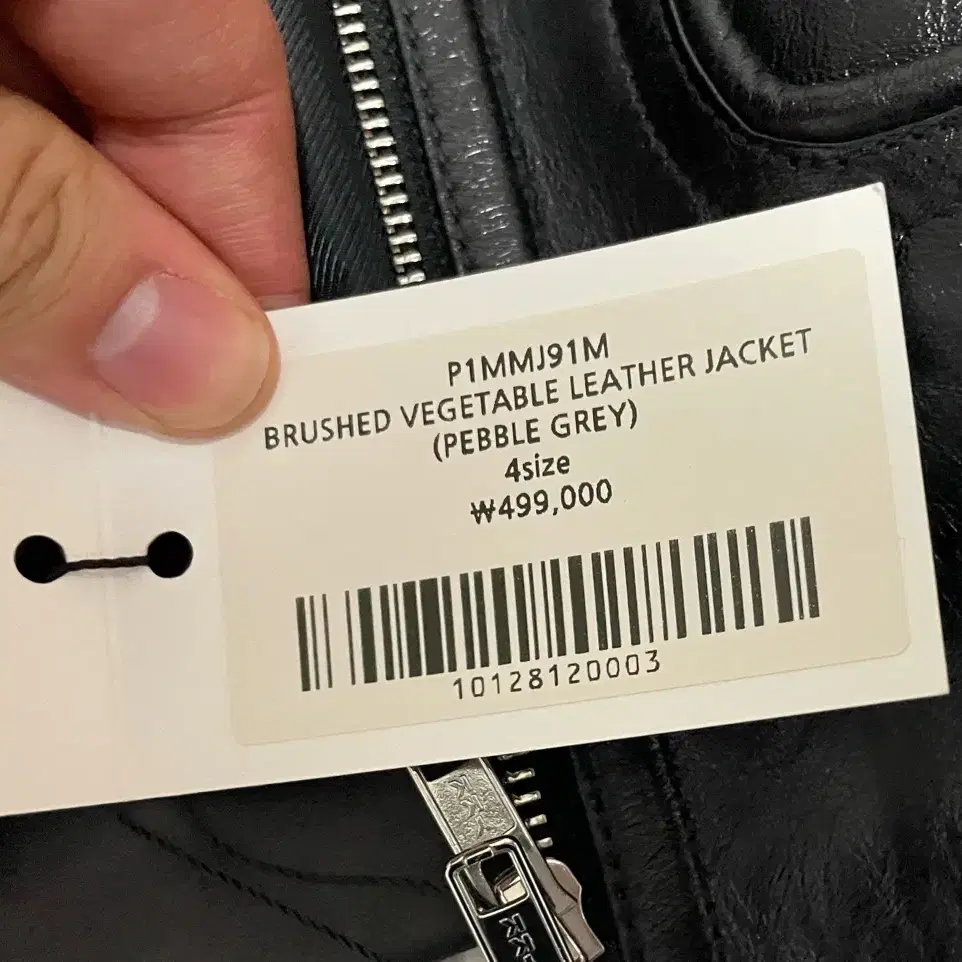 P1MMJ91M
BRUSHED VEGETABLE LEATHER JACKET
(PEBBLE GREY)
4size
₩499,000
10128120003